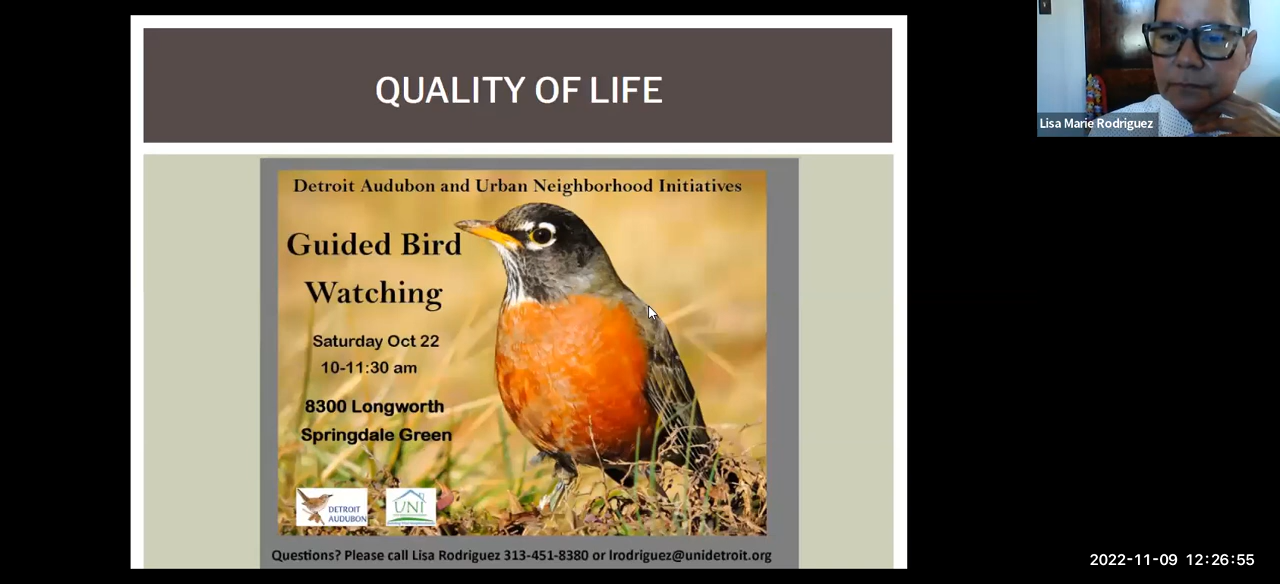 QUALITY OF LIFE
Lisa Marie Rodriguez
Detroit Audubon and Urban Neighborhood Initiatives
Guided Bird
Watching
Saturday Oct 22
10-11:30 am
8300 Longworth
Springdale Green
DETROIT
AUDUBON
UNI
Questions? Please call Lisa Rodriguez 313-451-8380 or lrodriguez@unidetroit.org
2022-11-09 12:26:55